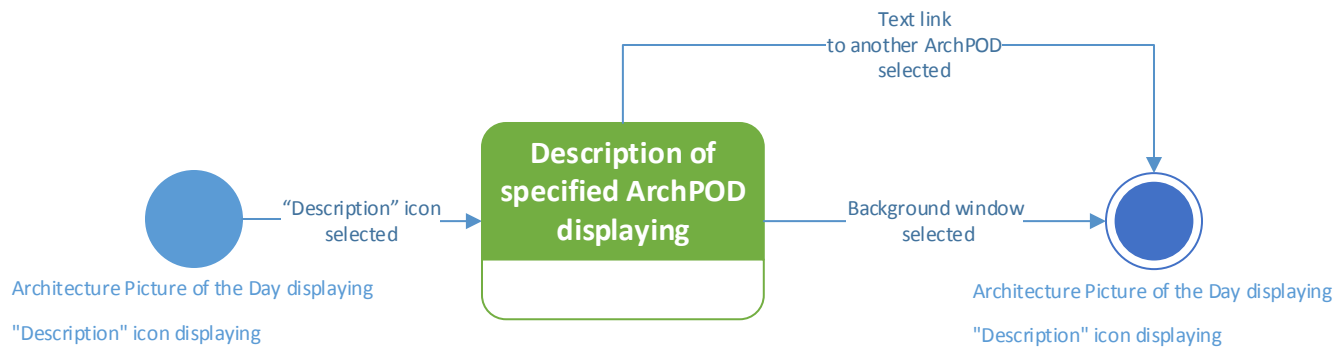 Text link
to another ArchPOD
selected
Description of
specified ArchPOD
displaying
“Description” icon
selected
Background window
selected
Architecture Picture of the Day displaying
"Description" icon displaying
Architecture Picture of the Day displaying
"Description" icon displaying